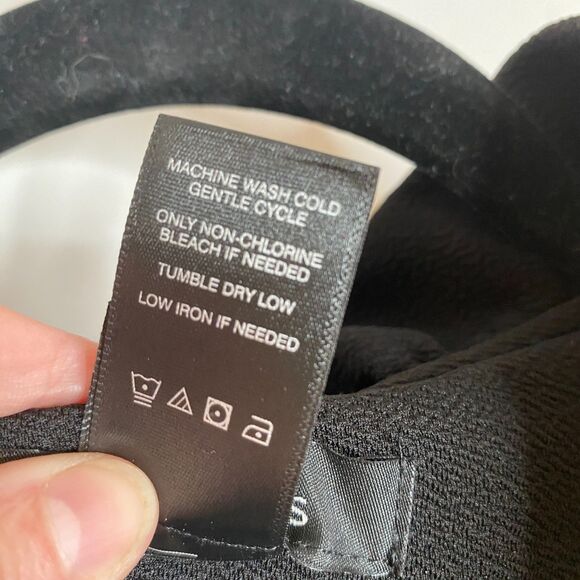 MACHINE WASH COLD
GENTLE CYCLE
ONLY NON-CHLORINE
BLEACH IF NEEDED
TUMBLE DRY LOW
LOW IRON IF NEEDED
S